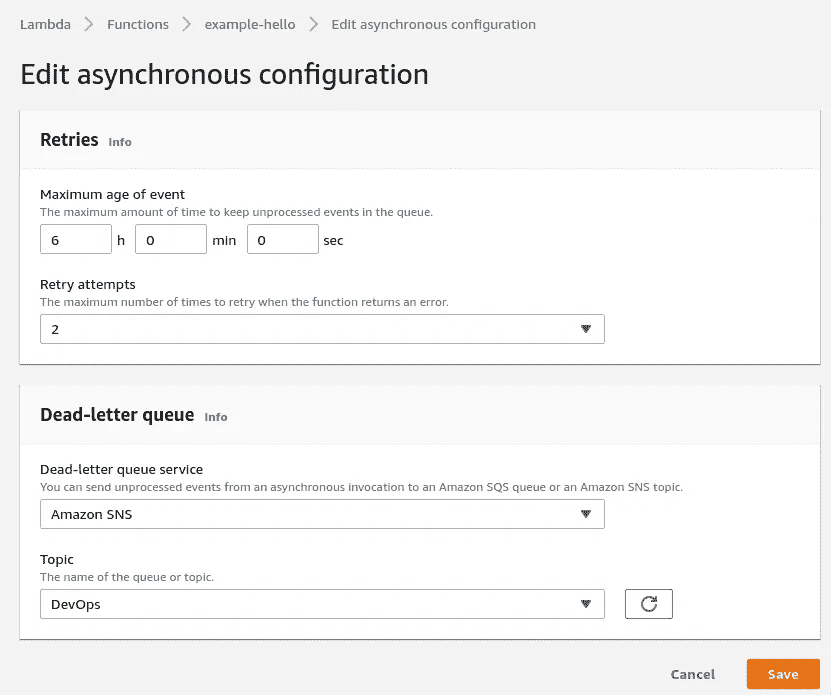 Lambda > Functions > example-hello > Edit asynchronous configuration
Edit asynchronous configuration
Retries Info
Maximum age of event
The maximum amount of time to keep unprocessed events in the queue.
6 h 0 min 0 sec
Retry attempts
The maximum number of times to retry when the function returns an error.
2
Dead-letter queue Info
Dead-letter queue service
You can send unprocessed events from an asynchronous invocation to an Amazon SQS queue or an Amazon SNS topic.
Amazon SNS
Topic
The name of the queue or topic.
DevOps
Cancel Save